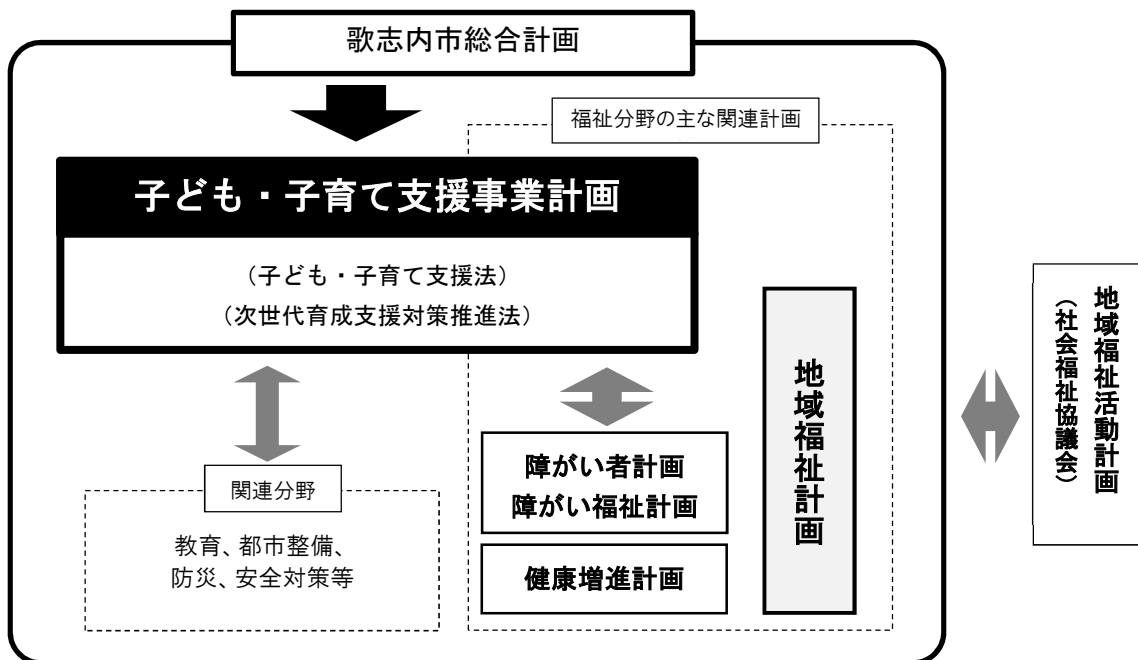 歌志内市総合計画
福祉分野の主な関連計画
子ども・子育て支援事業計画
（子ども・子育て支援法）
（次世代育成支援対策推進法）
地域福祉計画
障がい者計画
障がい福祉計画
健康増進計画
関連分野
教育、都市整備、
防災、安全対策等
地域福祉活動計画
（社会福祉協議会）